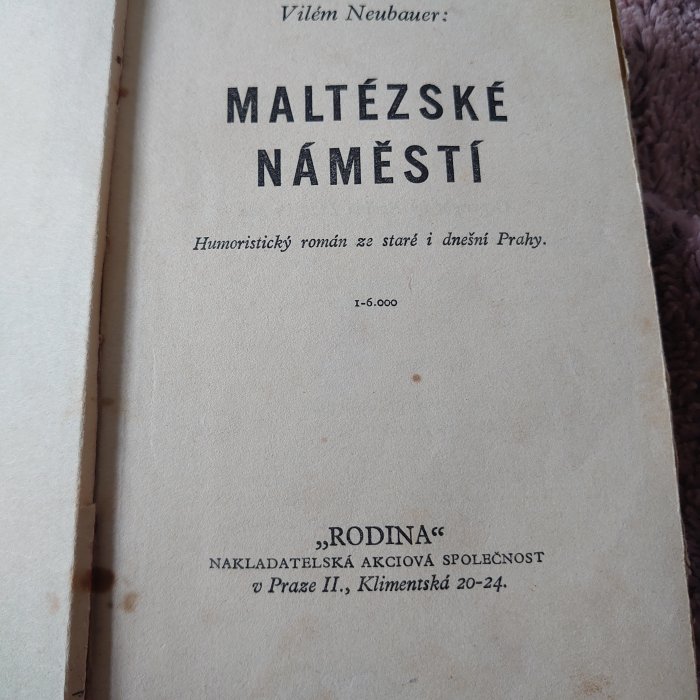 Vilém Neubauer:
MALTÉZSKÉ
NÁMĚSTÍ
Humoristický román ze staré i dnešní Prahy.
1-6.000
„RODINA“
NAKLADATELSKÁ AKCIOVÁ SPOLEČNOST
v Praze II., Klimentská 20-24.